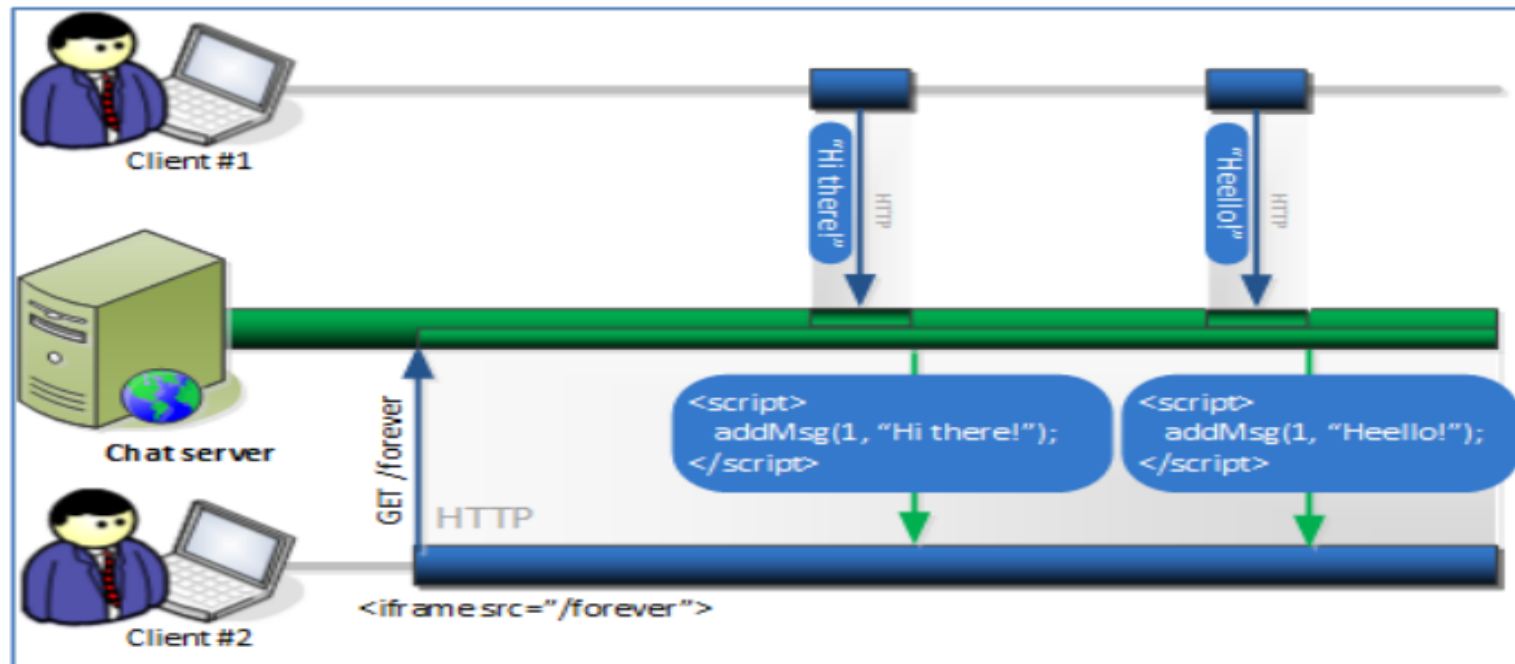 Client #1
“Hi there!”
HTTP
“Heello!”
HTTP
Chat server
GET /forever
HTTP
<script>
addMsg(1, “Hi there!”);
</script>
<script>
addMsg(1, “Heello!”);
</script>
<iframe src=”/forever”>
Client #2